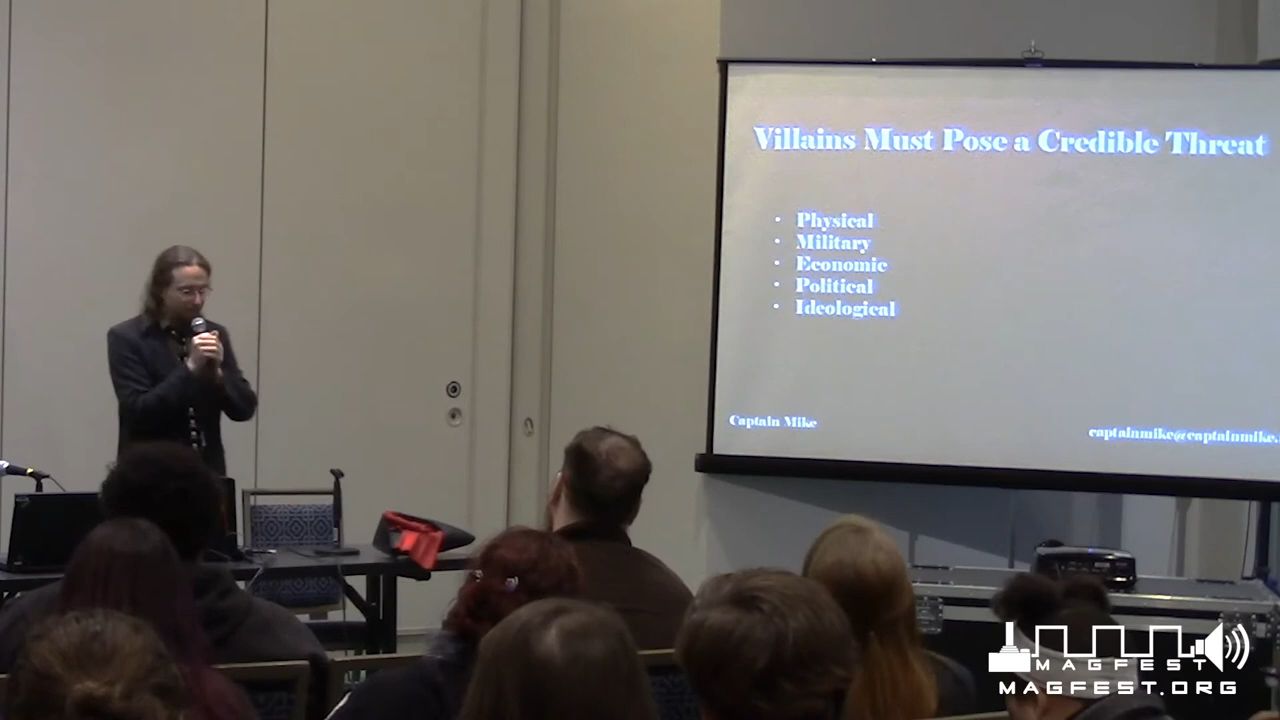 Villains Must Pose a Credible Threat
• Physical
• Military
• Economic
• Political
• Ideological
Captain Mike
captainmike@captainmike.
MAGFEST
MAGFEST.ORG